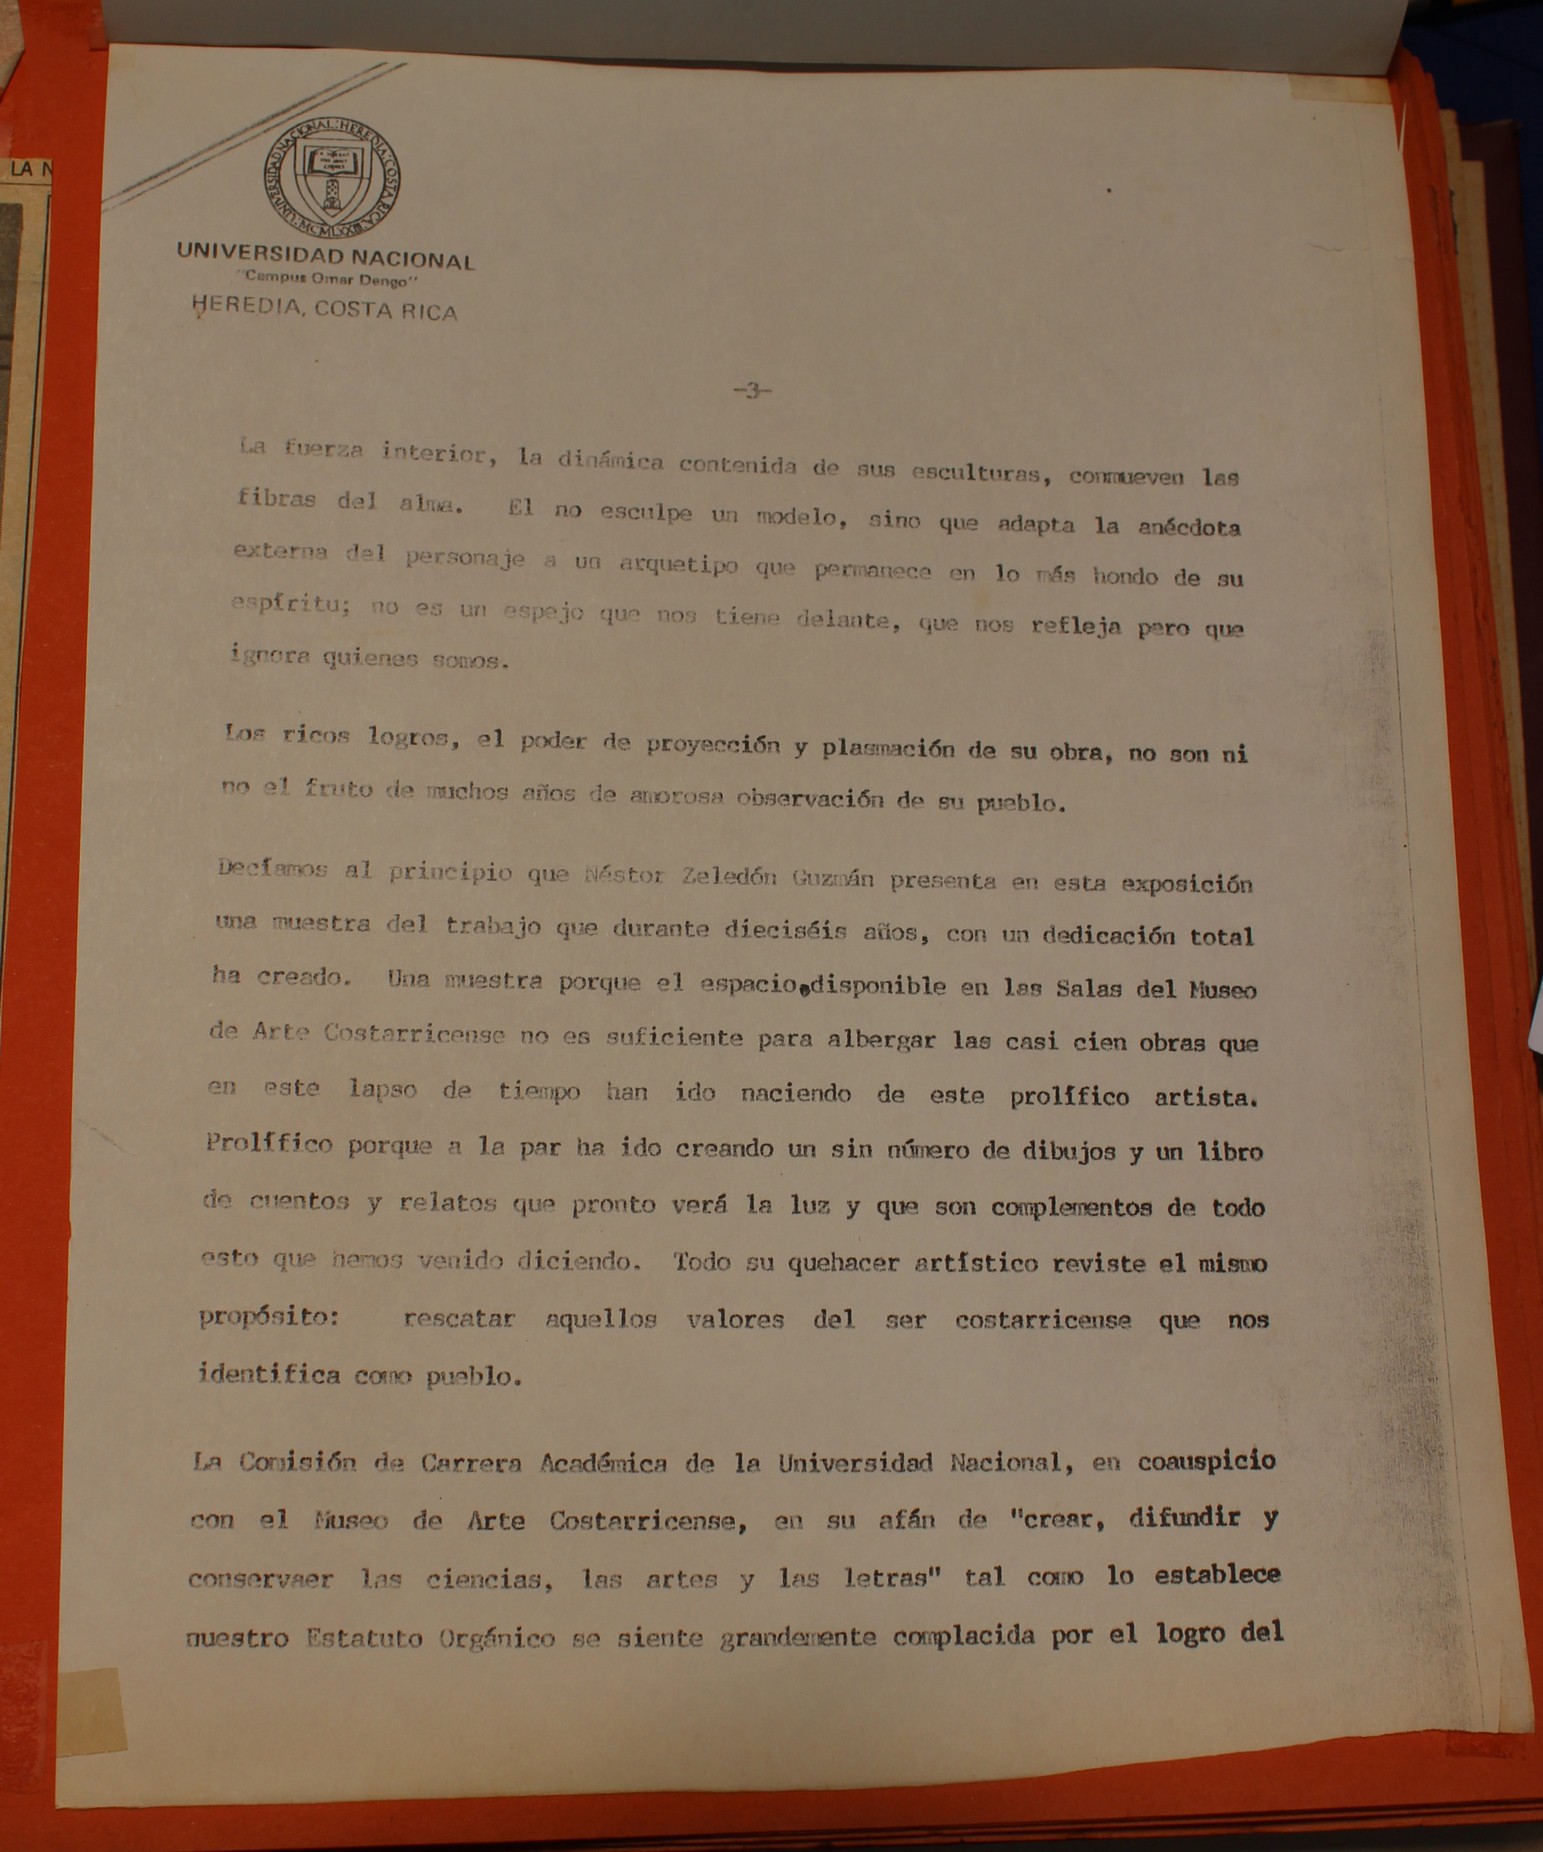 LA N
UNIVERSIDAD NACIONAL·HEREDIA·COSTA RICA·MCMLXXIII
UNIVERSIDAD NACIONAL
"Campus Omar Dengo"
HEREDIA, COSTA RICA
-3-
La fuerza interior, la dinámica contenida de sus esculturas, conmueven las
fibras del alma. El no esculpe un modelo, sino que adapta la anécdota
externa del personaje a un arquetipo que permanece en lo más hondo de su
espíritu; no es un espejo que nos tiene delante, que nos refleja pero que
ignora quienes somos.
Los ricos logros, el poder de proyección y plasmación de su obra, no son ni
no el fruto de muchos años de amorosa observación de su pueblo.
Decíamos al principio que Néstor Zeledón Guzmán presenta en esta exposición
una muestra del trabajo que durante dieciséis años, con un dedicación total
ha creado. Una muestra porque el espacio disponible en las Salas del Museo
de Arte Costarricense no es suficiente para albergar las casi cien obras que
en este lapso de tiempo han ido naciendo de este prolífico artista.
Prolífico porque a la par ha ido creando un sin número de dibujos y un libro
de cuentos y relatos que pronto verá la luz y que son complementos de todo
esto que hemos venido diciendo. Todo su quehacer artístico reviste el mismo
propósito: rescatar aquellos valores del ser costarricense que nos
identifica como pueblo.
La Comisión de Carrera Académica de la Universidad Nacional, en coauspicio
con el Museo de Arte Costarricense, en su afán de "crear, difundir y
conservaer las ciencias, las artes y las letras" tal como lo establece
nuestro Estatuto Orgánico se siente grandemente complacida por el logro del